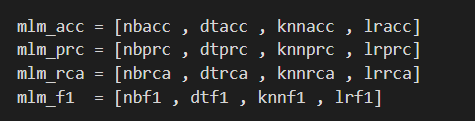 mlm_acc = [nbacc , dtacc , knnacc , lracc]
mlm_prc = [nbprc , dtprc , knnprc , lrprc]
mlm_rca = [nbrca , dtrca , knnrca , lrrca]
mlm_f1  = [nbf1 , dtf1 , knnf1 , lrf1]